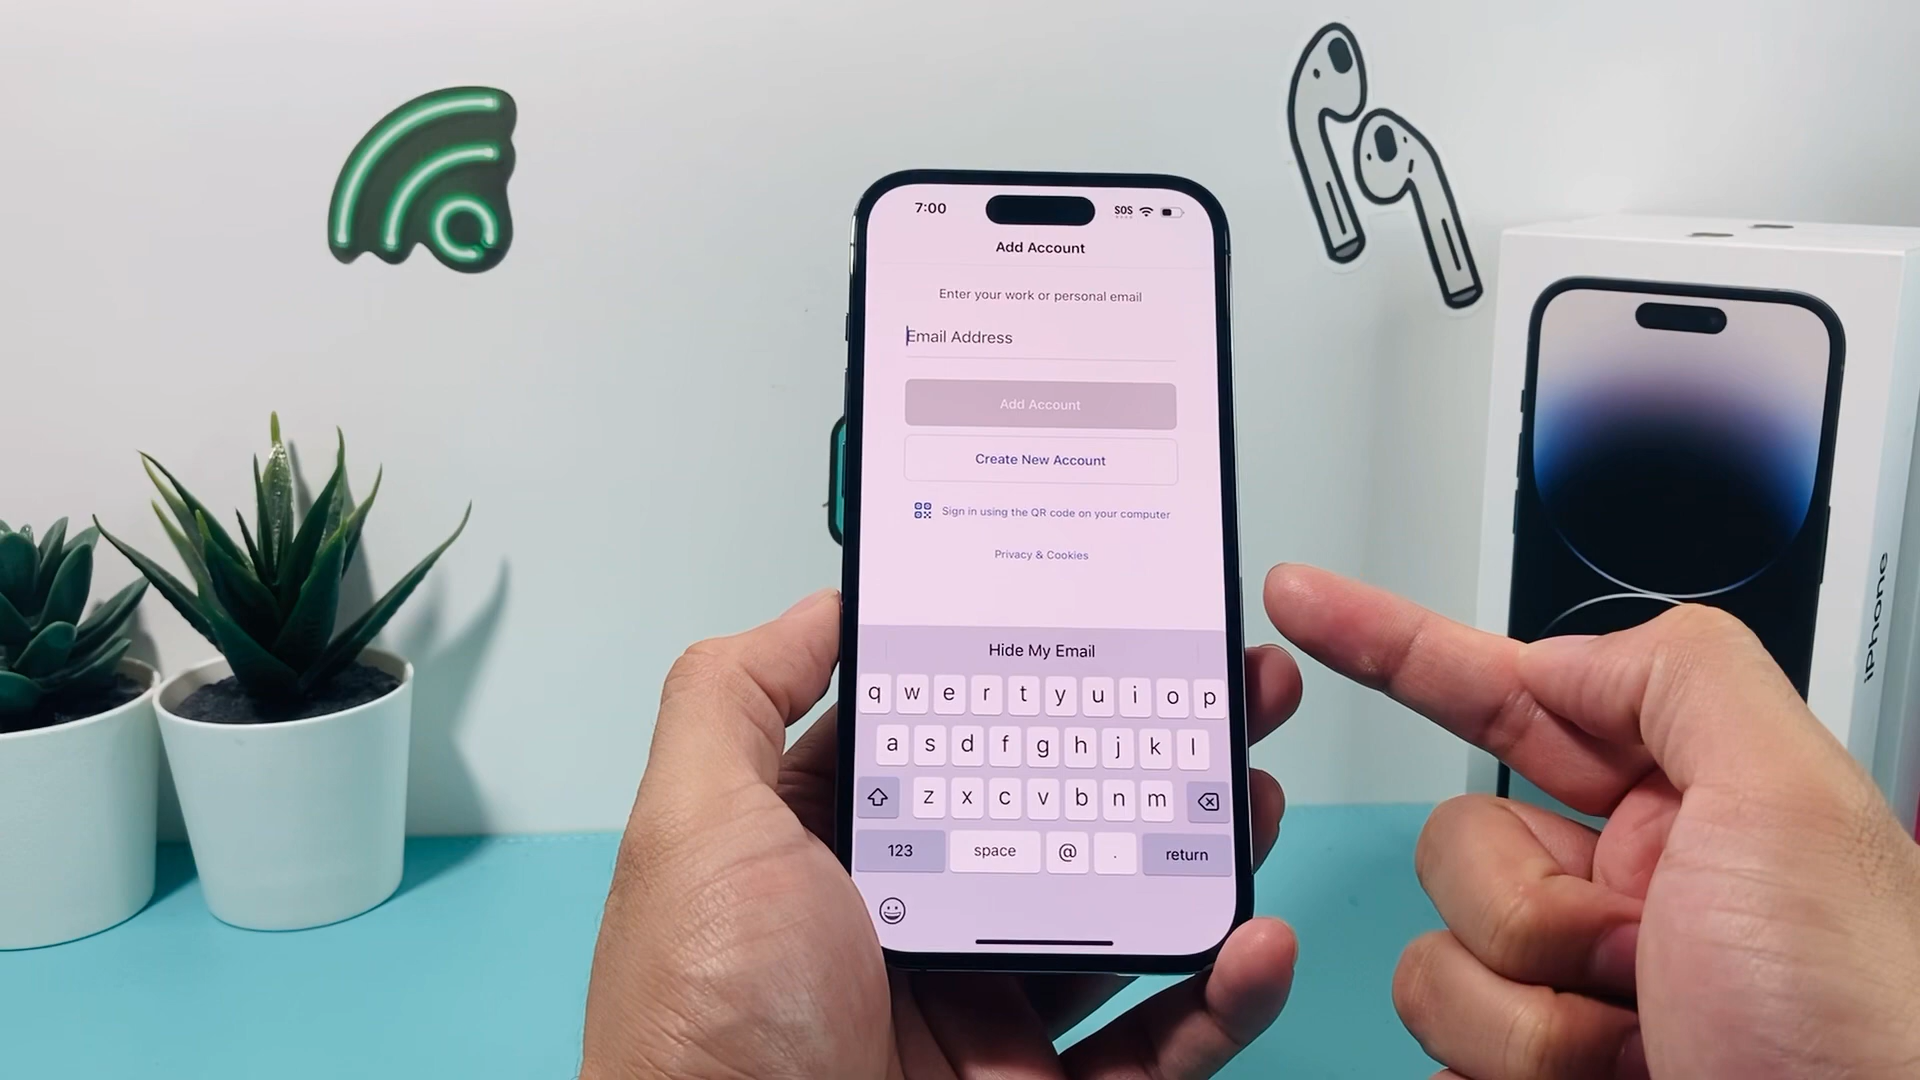 7:00
SOS
Add Account
Enter your work or personal email
Email Address
Add Account
Create New Account
Sign in using the QR code on your computer
Privacy & Cookies
Hide My Email
q w e r t y u i o p
a s d f g h j k l
z x c v b n m
123 space @ . return
iPhone